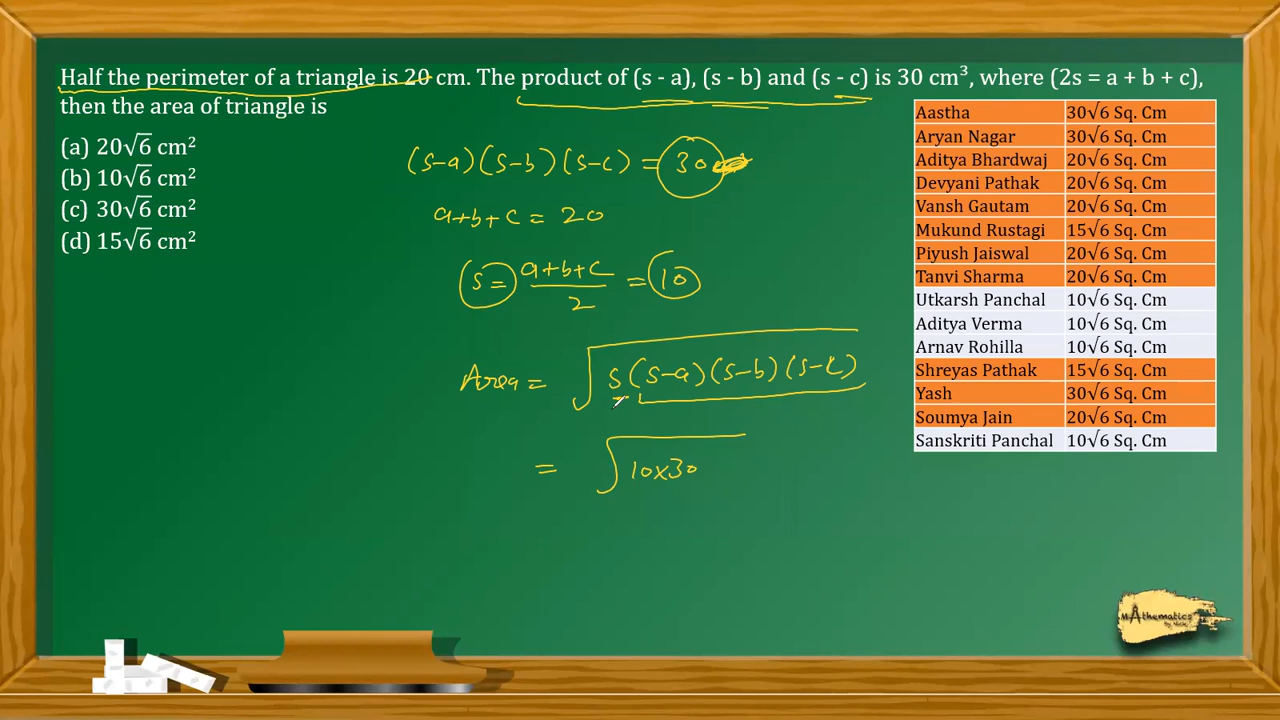 Half the perimeter of a triangle is 20 cm. The product of (s - a), (s - b) and (s - c) is 30 cm³, where (2s = a + b + c),
then the area of triangle is
(a) 20√6 cm²
(b) 10√6 cm²
(c) 30√6 cm²
(d) 15√6 cm²
(s-a)(s-b)(s-c) = 30
a+b+c = 20
s = a+b+c/2 = 10
Area = √s(s-a)(s-b)(s-c)
= √10x30
Aastha 30√6 Sq. Cm
Aryan Nagar 30√6 Sq. Cm
Aditya Bhardwaj 20√6 Sq. Cm
Devyani Pathak 20√6 Sq. Cm
Vansh Gautam 20√6 Sq. Cm
Mukund Rustagi 15√6 Sq. Cm
Piyush Jaiswal 20√6 Sq. Cm
Tanvi Sharma 20√6 Sq. Cm
Utkarsh Panchal 10√6 Sq. Cm
Aditya Verma 10√6 Sq. Cm
Arnav Rohilla 10√6 Sq. Cm
Shreyas Pathak 15√6 Sq. Cm
Yash 30√6 Sq. Cm
Soumya Jain 20√6 Sq. Cm
Sanskriti Panchal 10√6 Sq. Cm
MAthematics